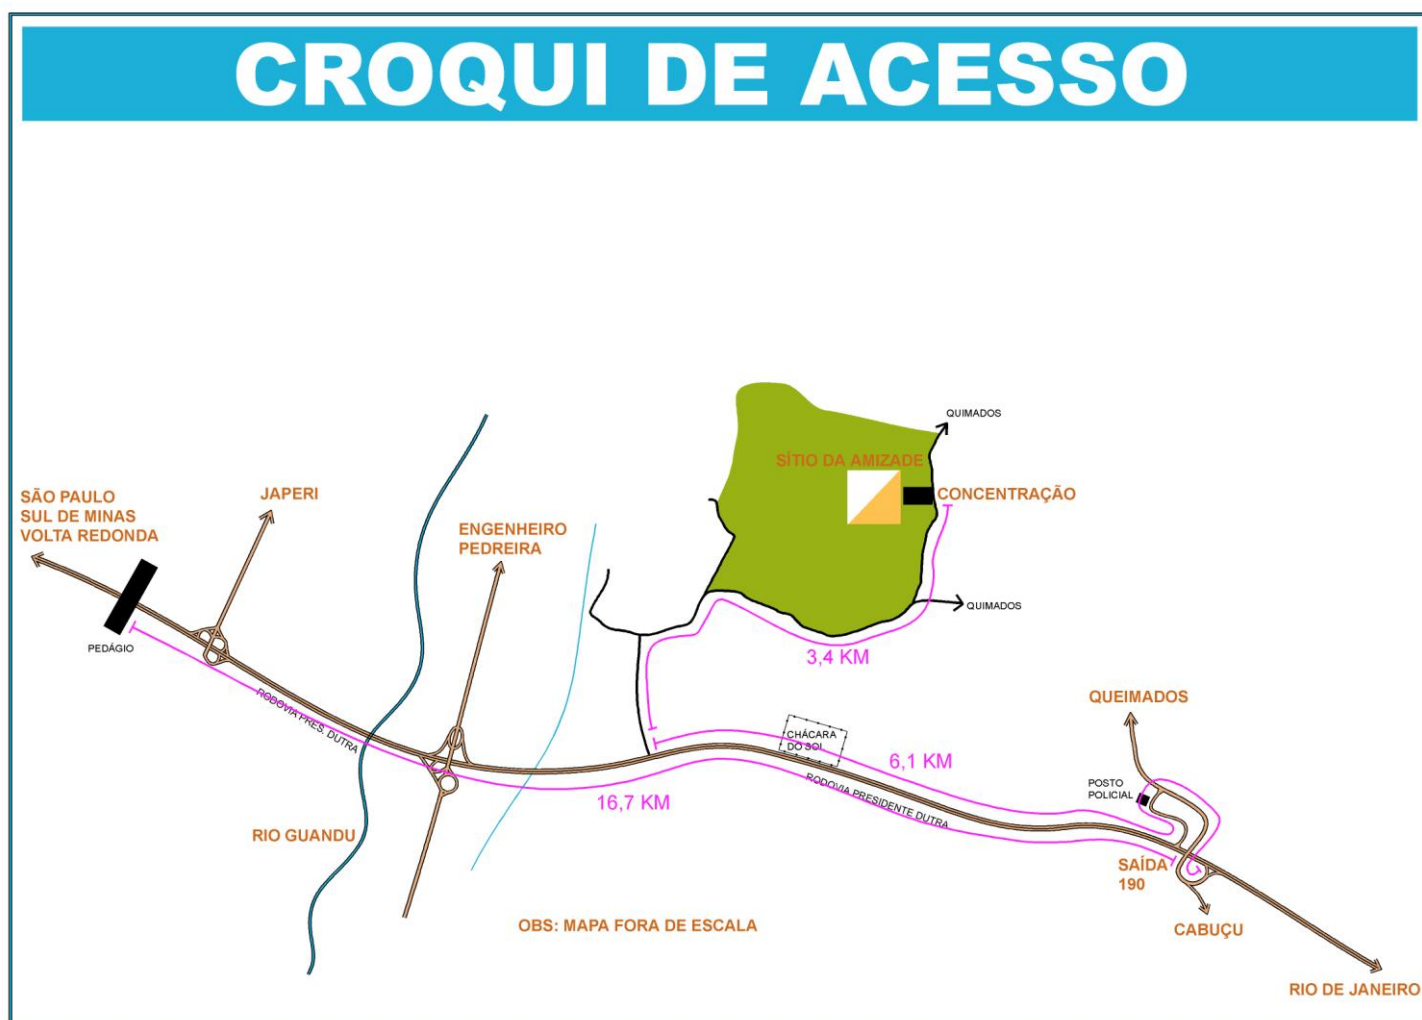 CROQUI DE ACESSO
QUIMADOS
SÍTIO DA AMIZADE
CONCENTRAÇÃO
SÃO PAULO
SUL DE MINAS
VOLTA REDONDA
JAPERI
ENGENHEIRO
PEDREIRA
QUIMADOS
PEDÁGIO
3,4 KM
RODOVIA PRES. DUTRA
QUEIMADOS
CHÁCARA
DO SOL
6,1 KM
RODOVIA PRESIDENTE DUTRA
POSTO
POLICIAL
16,7 KM
RIO GUANDU
SAÍDA
190
OBS: MAPA FORA DE ESCALA
CABUÇU
RIO DE JANEIRO